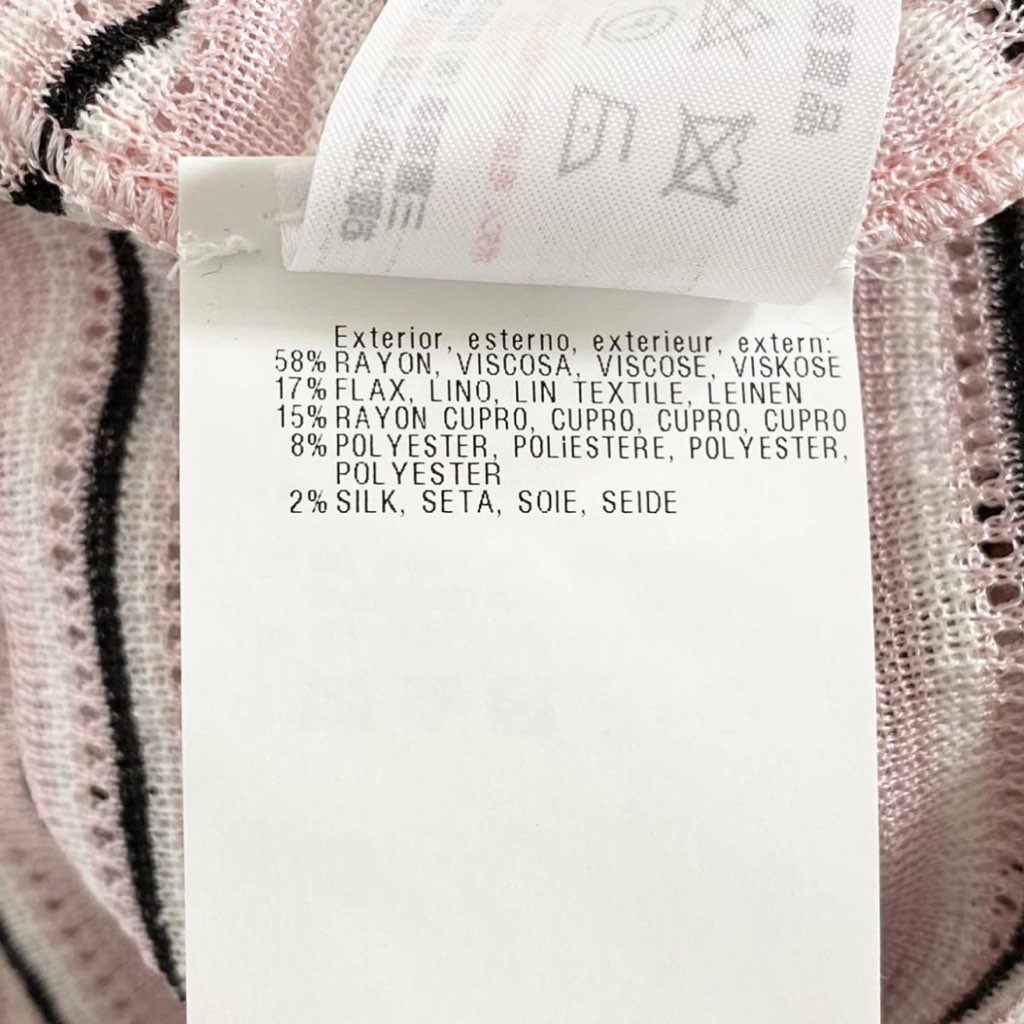 Exterior, esterno, exterieur, extern:
58% RAYON, VISCOSA, VISCOSE, VISKOSE
17% FLAX, LINO, LIN TEXTILE, LEINEN
15% RAYON CUPRO, CUPRO, CUPRO, CUPRO
8% POLYESTER, POLIESTERE, POLYESTER,
POLYESTER
2% SILK, SETA, SOIE, SEIDE